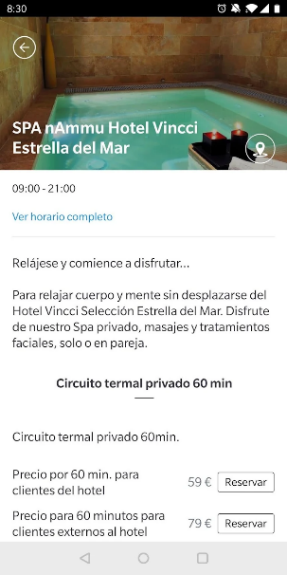 8:30
SPA nAmmu Hotel Vincci
Estrella del Mar
09:00 - 21:00
Ver horario completo
Relájese y comience a disfrutar...
Para relajar cuerpo y mente sin desplazarse del
Hotel Vincci Selección Estrella del Mar. Disfrute
de nuestro Spa privado, masajes y tratamientos
faciales, solo o en pareja.
Circuito termal privado 60 min
Circuito termal privado 60min.
Precio por 60 min. para
clientes del hotel
59 € Reservar
Precio para 60 minutos para
clientes externos al hotel
79 € Reservar